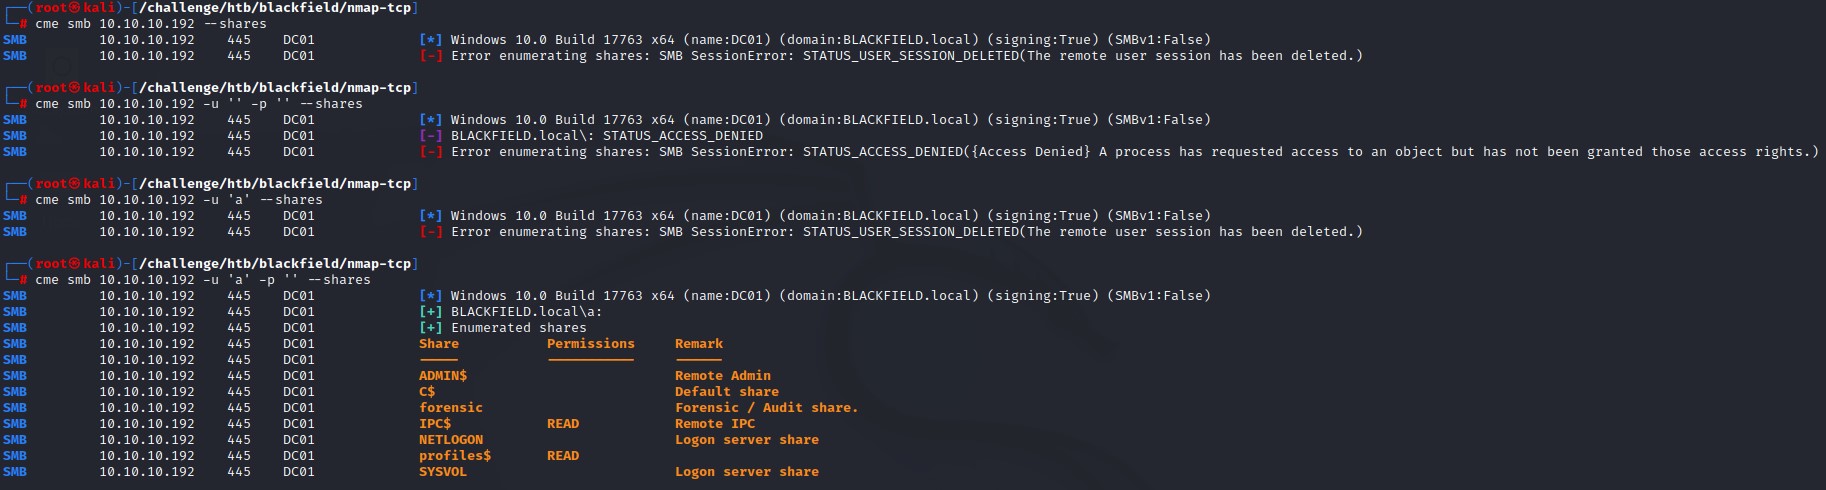 ┌──(root㉿kali)-[/challenge/htb/blackfield/nmap-tcp]
└─# cme smb 10.10.10.192 --shares
SMB 10.10.10.192 445 DC01 [*] Windows 10.0 Build 17763 x64 (name:DC01) (domain:BLACKFIELD.local) (signing:True) (SMBv1:False)
SMB 10.10.10.192 445 DC01 [-] Error enumerating shares: SMB SessionError: STATUS_USER_SESSION_DELETED(The remote user session has been deleted.)
┌──(root㉿kali)-[/challenge/htb/blackfield/nmap-tcp]
└─# cme smb 10.10.10.192 -u '' -p '' --shares
SMB 10.10.10.192 445 DC01 [*] Windows 10.0 Build 17763 x64 (name:DC01) (domain:BLACKFIELD.local) (signing:True) (SMBv1:False)
SMB 10.10.10.192 445 DC01 [-] BLACKFIELD.local\: STATUS_ACCESS_DENIED
SMB 10.10.10.192 445 DC01 [-] Error enumerating shares: SMB SessionError: STATUS_ACCESS_DENIED({Access Denied} A process has requested access to an object but has not been granted those access rights.)
┌──(root㉿kali)-[/challenge/htb/blackfield/nmap-tcp]
└─# cme smb 10.10.10.192 -u 'a' --shares
SMB 10.10.10.192 445 DC01 [*] Windows 10.0 Build 17763 x64 (name:DC01) (domain:BLACKFIELD.local) (signing:True) (SMBv1:False)
SMB 10.10.10.192 445 DC01 [-] Error enumerating shares: SMB SessionError: STATUS_USER_SESSION_DELETED(The remote user session has been deleted.)
┌──(root㉿kali)-[/challenge/htb/blackfield/nmap-tcp]
└─# cme smb 10.10.10.192 -u 'a' -p '' --shares
SMB 10.10.10.192 445 DC01 [*] Windows 10.0 Build 17763 x64 (name:DC01) (domain:BLACKFIELD.local) (signing:True) (SMBv1:False)
SMB 10.10.10.192 445 DC01 [+] BLACKFIELD.local\a:
SMB 10.10.10.192 445 DC01 [+] Enumerated shares
SMB 10.10.10.192 445 DC01 Share Permissions Remark
SMB 10.10.10.192 445 DC01 ----- ----------- ------
SMB 10.10.10.192 445 DC01 ADMIN$ Remote Admin
SMB 10.10.10.192 445 DC01 C$ Default share
SMB 10.10.10.192 445 DC01 forensic Forensic / Audit share.
SMB 10.10.10.192 445 DC01 IPC$ READ Remote IPC
SMB 10.10.10.192 445 DC01 NETLOGON Logon server share
SMB 10.10.10.192 445 DC01 profiles$ READ
SMB 10.10.10.192 445 DC01 SYSVOL Logon server share